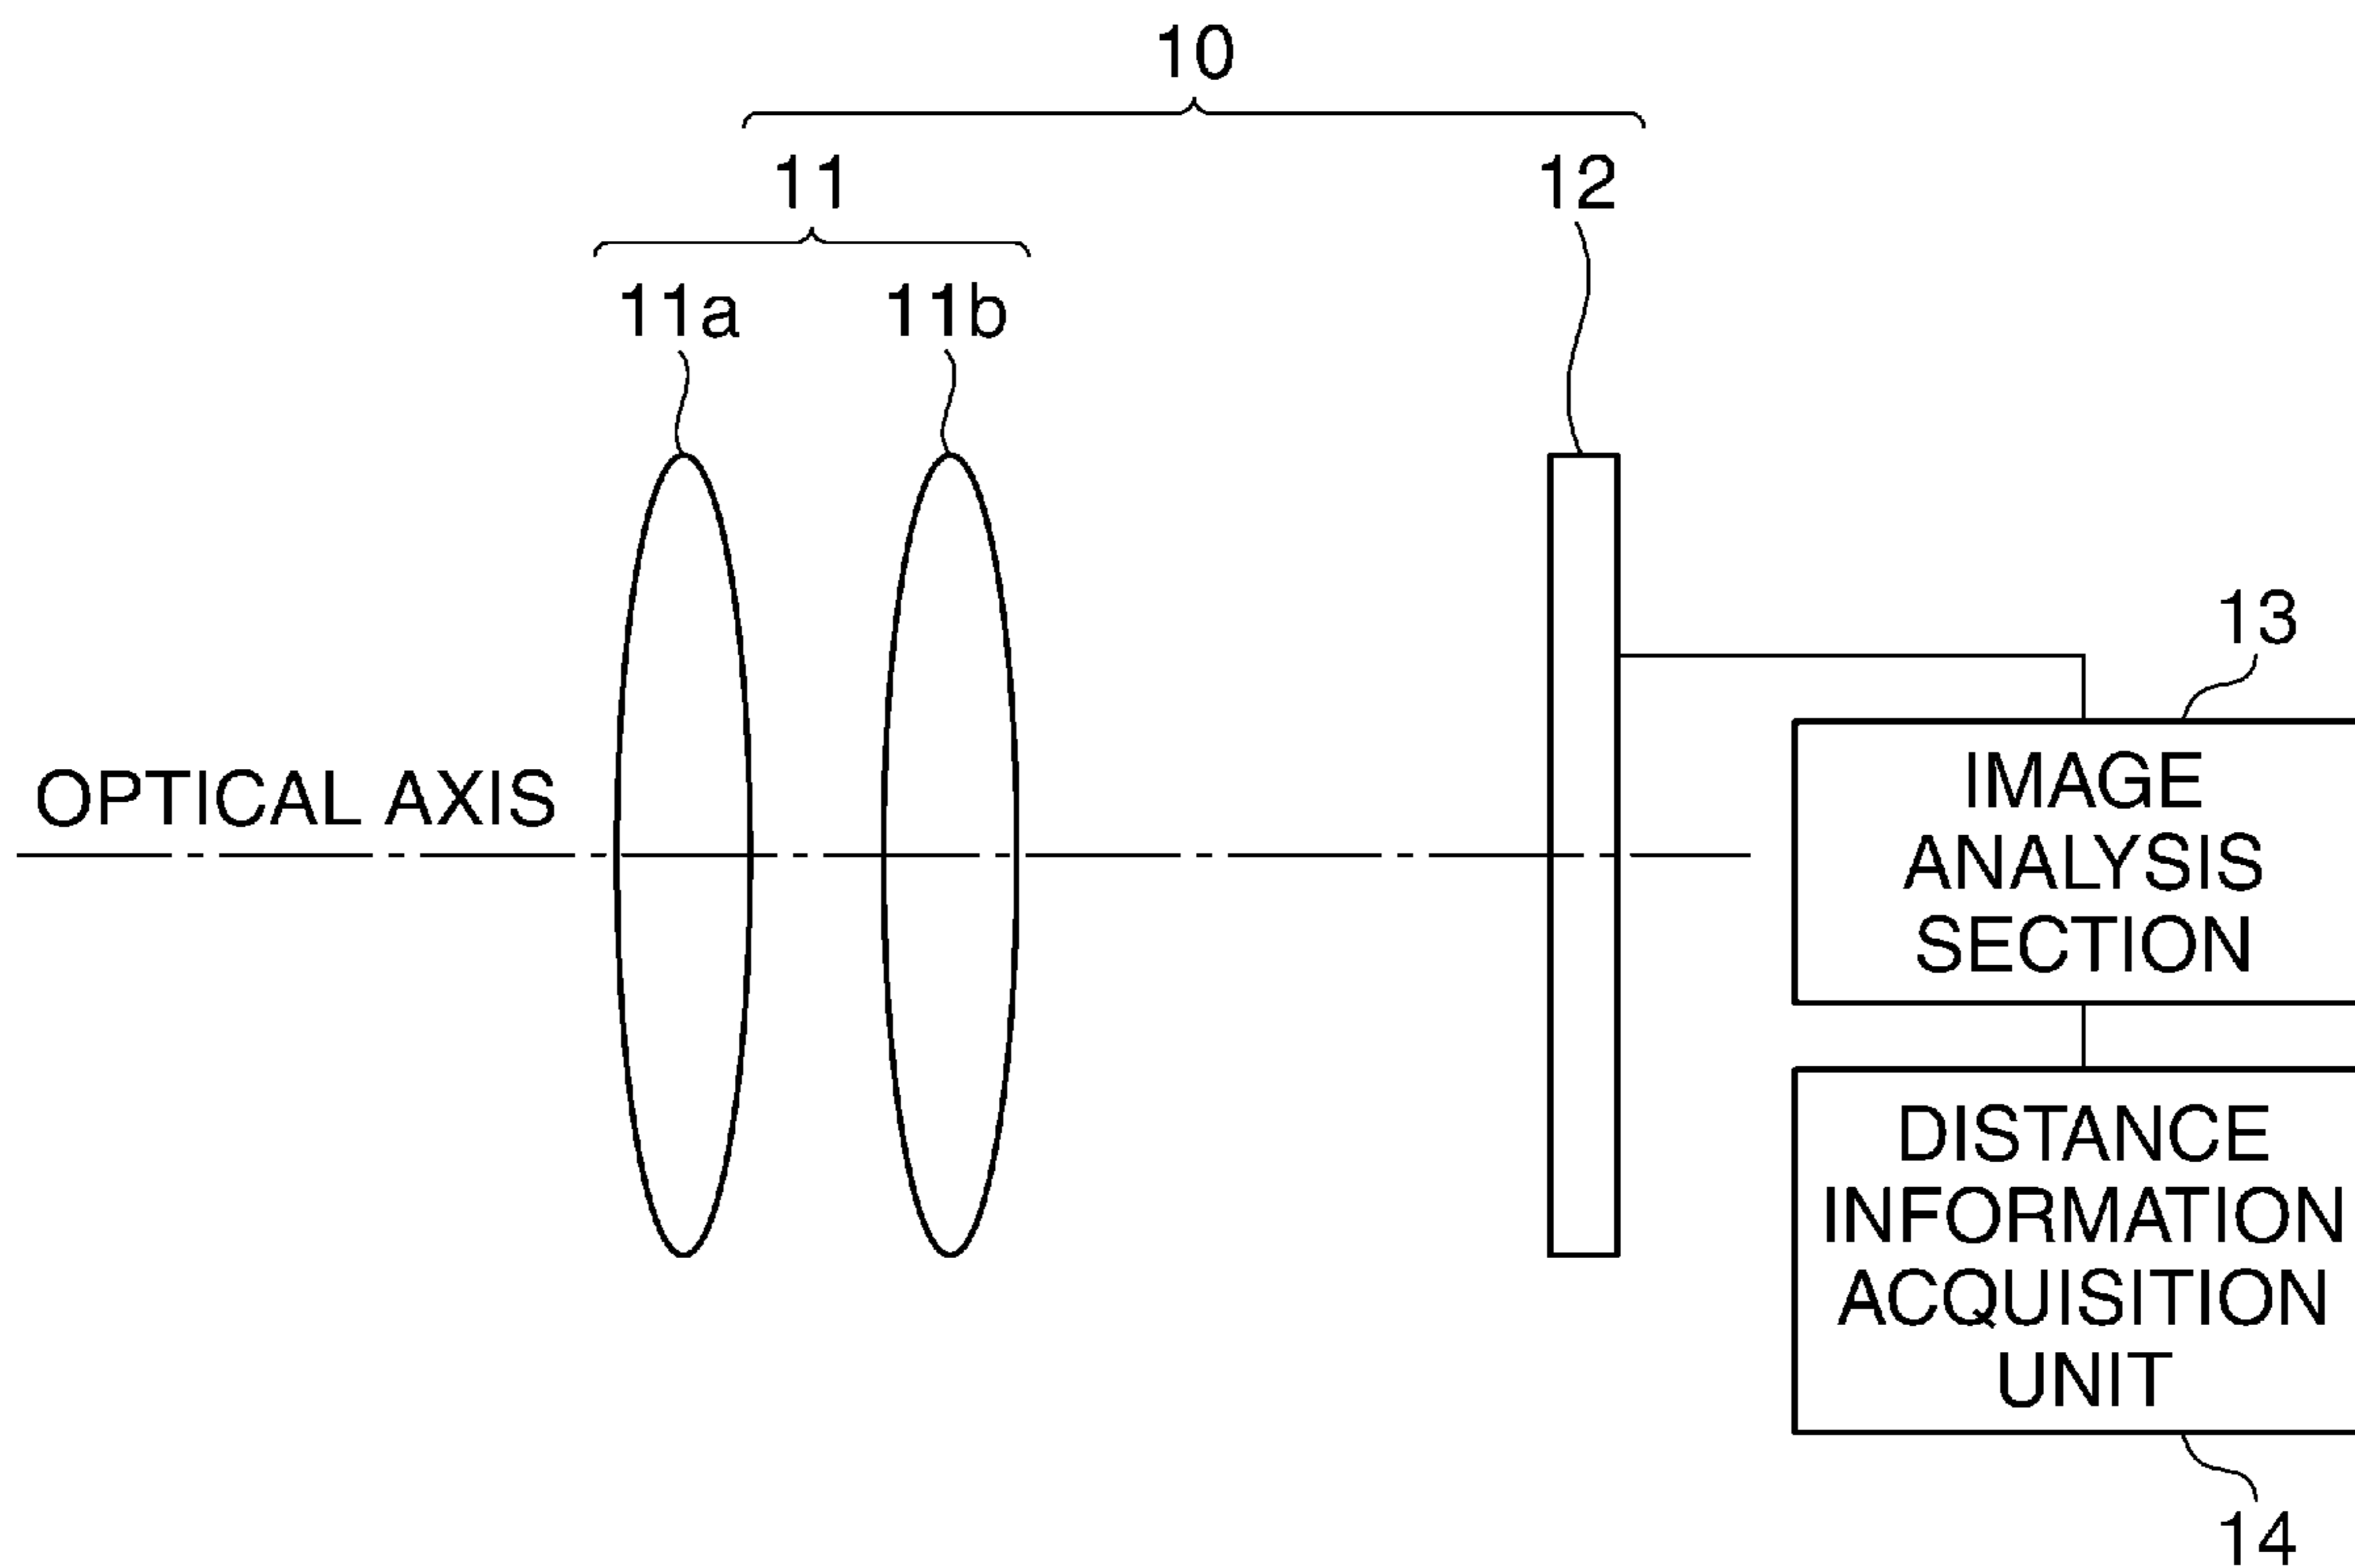 10
11
12
11a
11b
13
OPTICAL AXIS
IMAGE
ANALYSIS
SECTION
DISTANCE
INFORMATION
ACQUISITION
UNIT
14